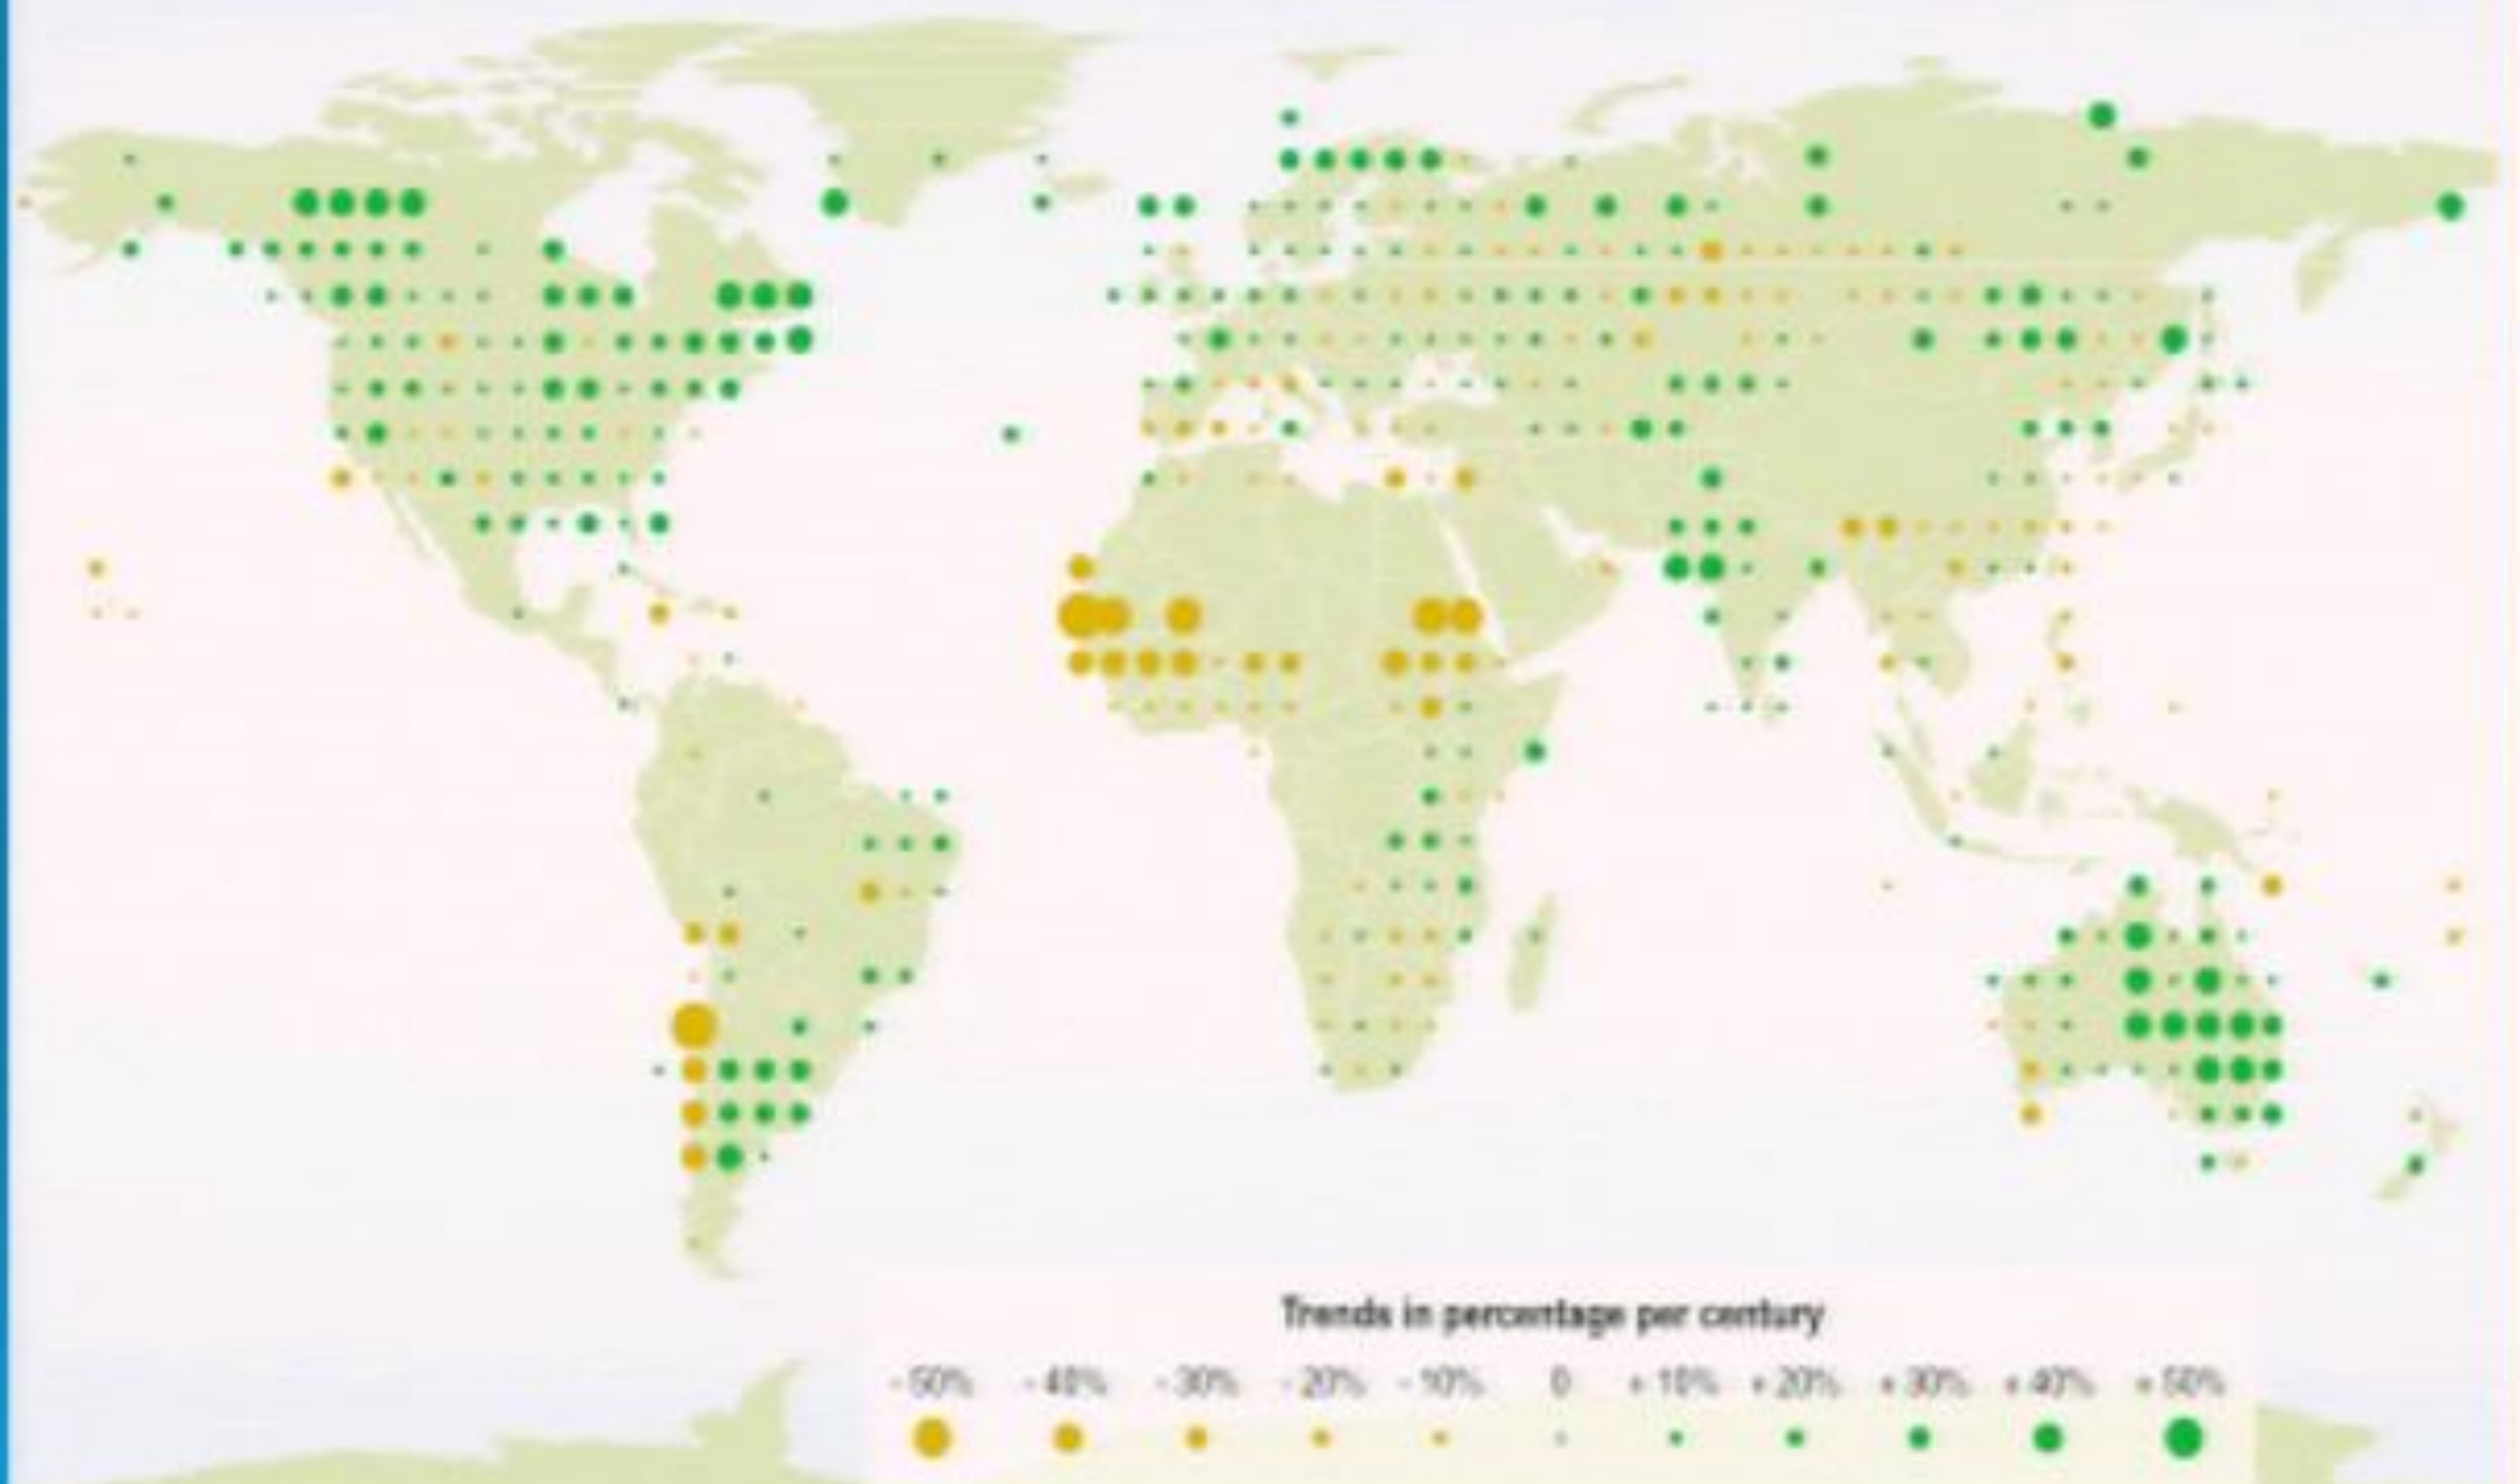 Trends in percentage per century
- 50% - 40% - 30% - 20% - 10% 0 + 10% + 20% + 30% + 40% + 50%